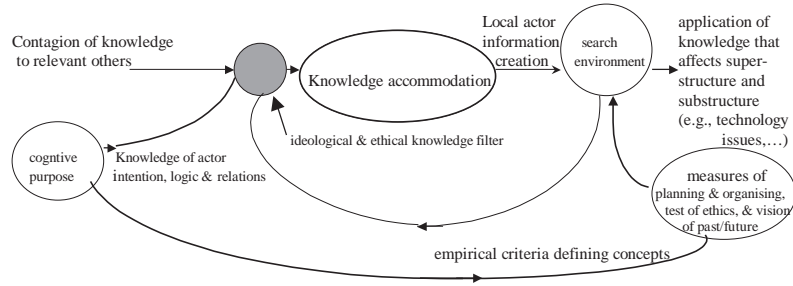 Contagion of knowledge
to relevant others
Knowledge accommodation
Local actor
information
creation
search
environment
application of
knowledge that
affects super-
structure and
substructure
(e.g., technology
issues,…)
ideological & ethical knowledge filter
cogntive
purpose
Knowledge of actor
intention, logic & relations
measures of
planning & organising,
test of ethics, & vision
of past/future
empirical criteria defining concepts